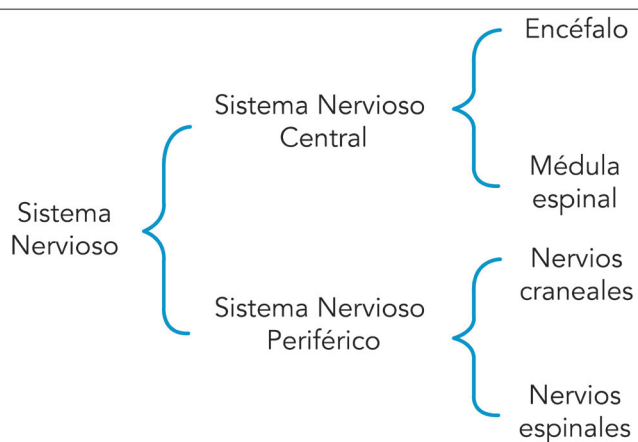 Encéfalo
Sistema Nervioso
Central
Médula
espinal
Sistema
Nervioso
Nervios
craneales
Sistema Nervioso
Periférico
Nervios
espinales